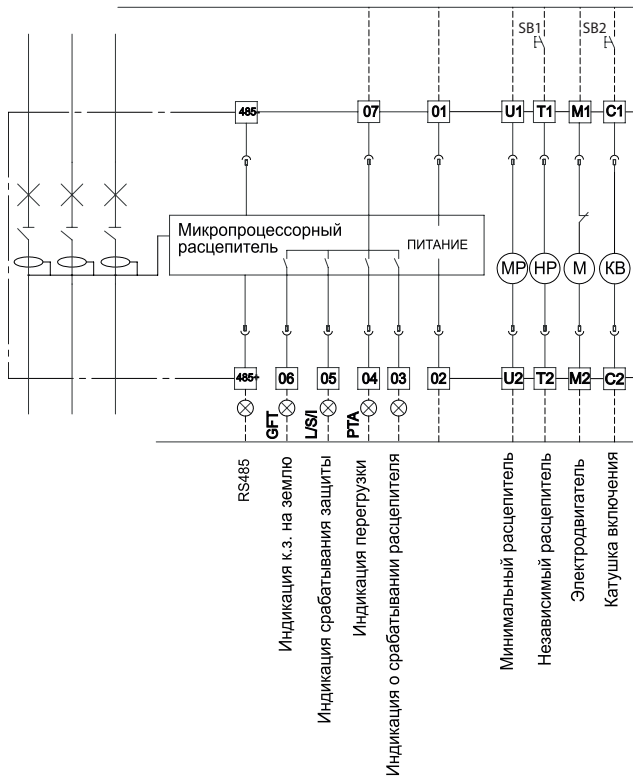 SB1
SB2
485-
07
01
U1
T1
M1
C1
Микропроцессорный
расцепитель
ПИТАНИЕ
МР
НР
М
КВ
485+
06
05
04
03
02
U2
T2
M2
C2
GFT
L/S/I
PTA
RS485
Индикация к.з. на землю
Индикация срабатывания защиты
Индикация перегрузки
Индикация о срабатывании расцепителя
Минимальный расцепитель
Независимый расцепитель
Электродвигатель
Катушка включения